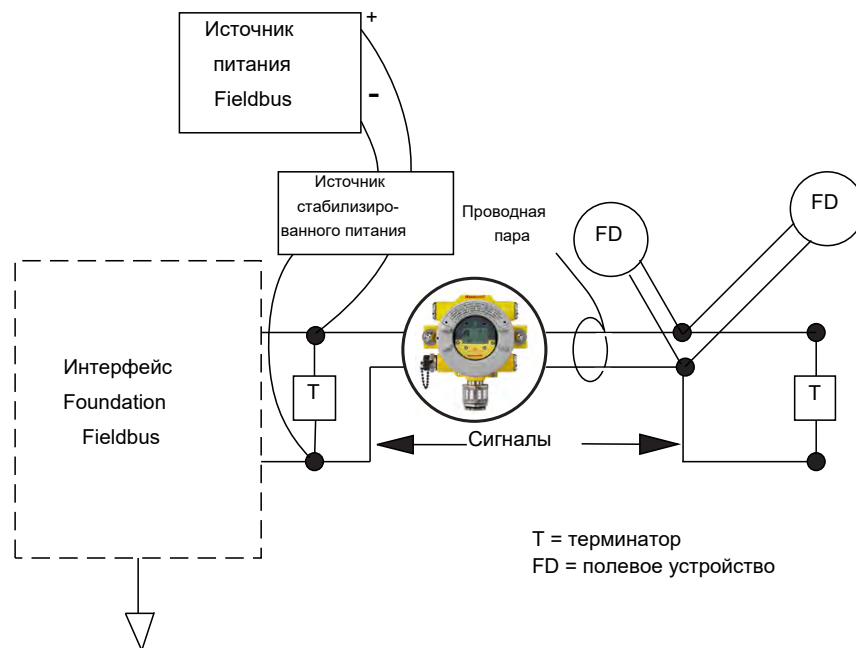 Источник
питания
Fieldbus
+
-
Источник
стабилизиро-
ванного питания
Проводная
пара
FD
FD
Интерфейс
Foundation
Fieldbus
T
T
Сигналы
T = терминатор
FD = полевое устройство